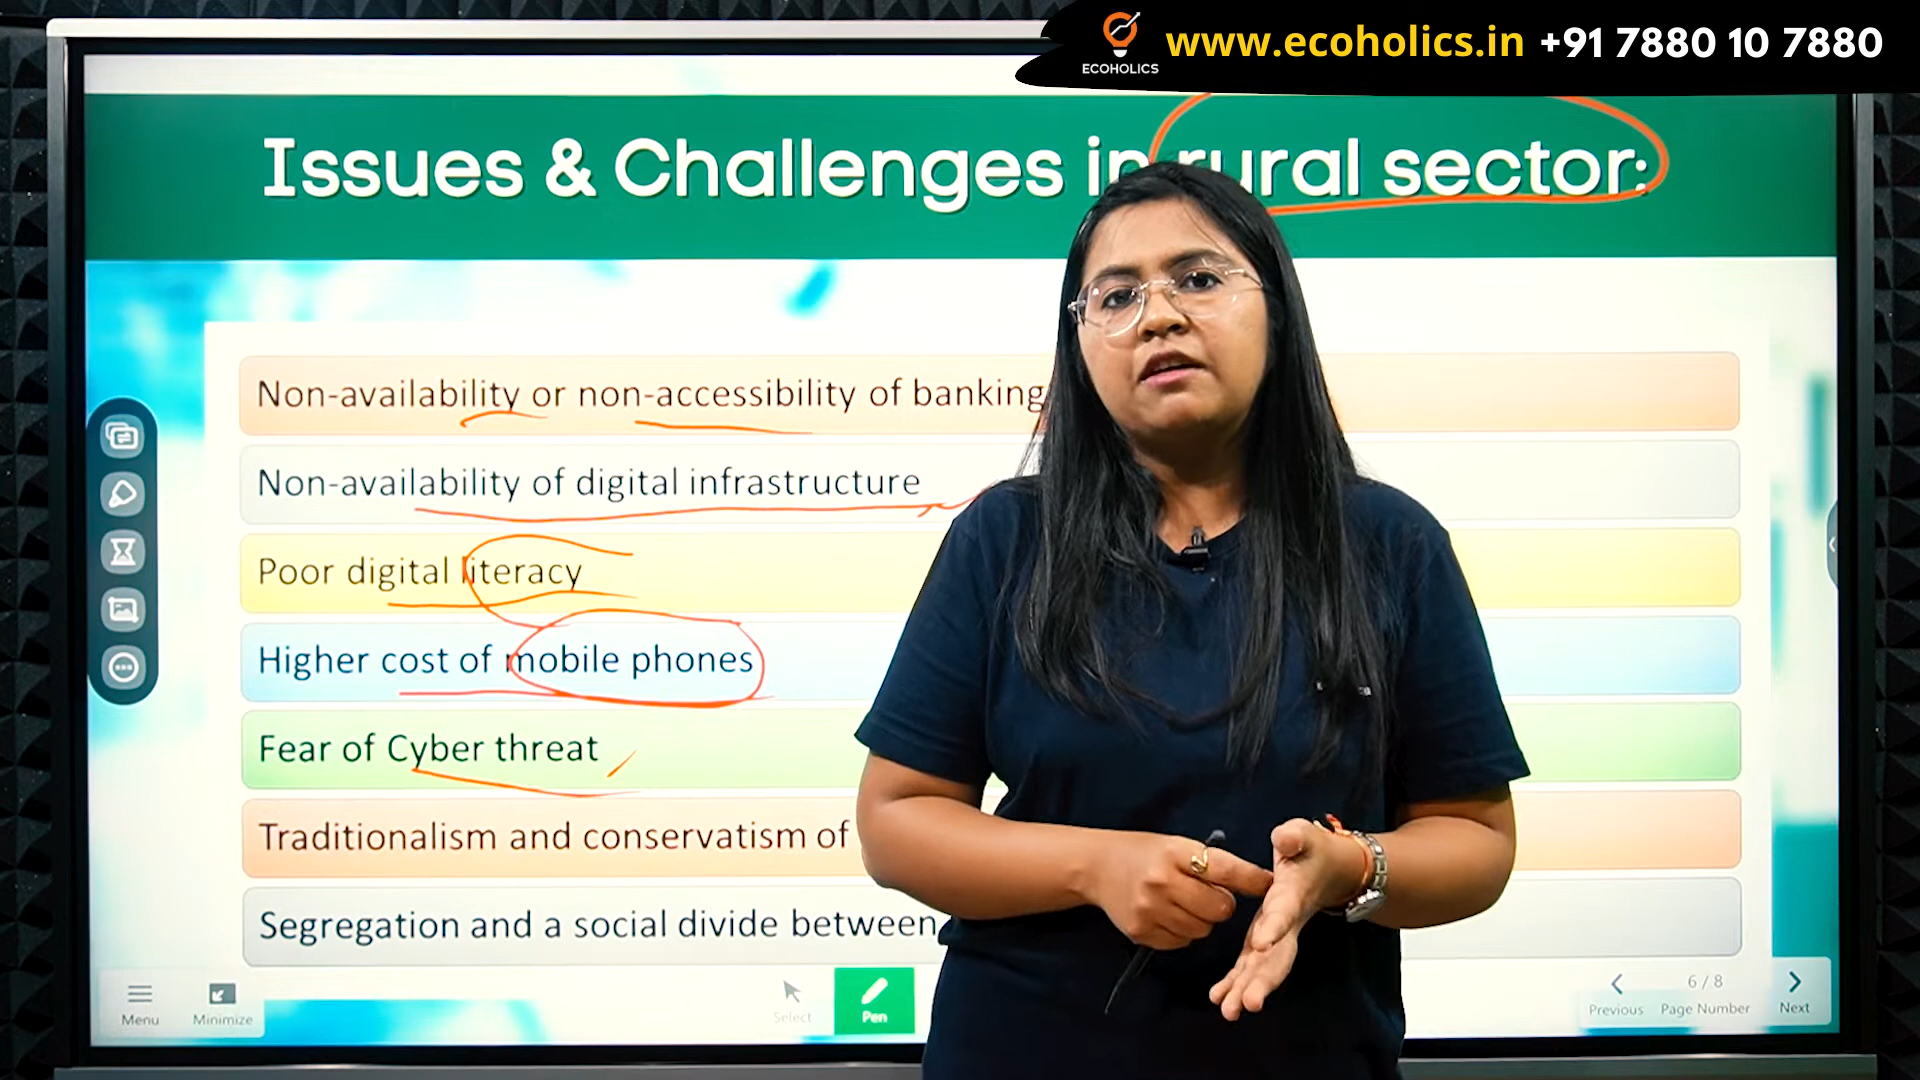 www.ecoholics.in +91 7880 10 7880
ECOHOLICS
Issues & Challenges in rural sector:
Non-availability or non-accessibility of banking
Non-availability of digital infrastructure
Poor digital literacy
Higher cost of mobile phones
Fear of Cyber threat
Traditionalism and conservatism of
Segregation and a social divide between
Menu
Minimize
Select
Pen
Previous
6 / 8
Page Number
Next